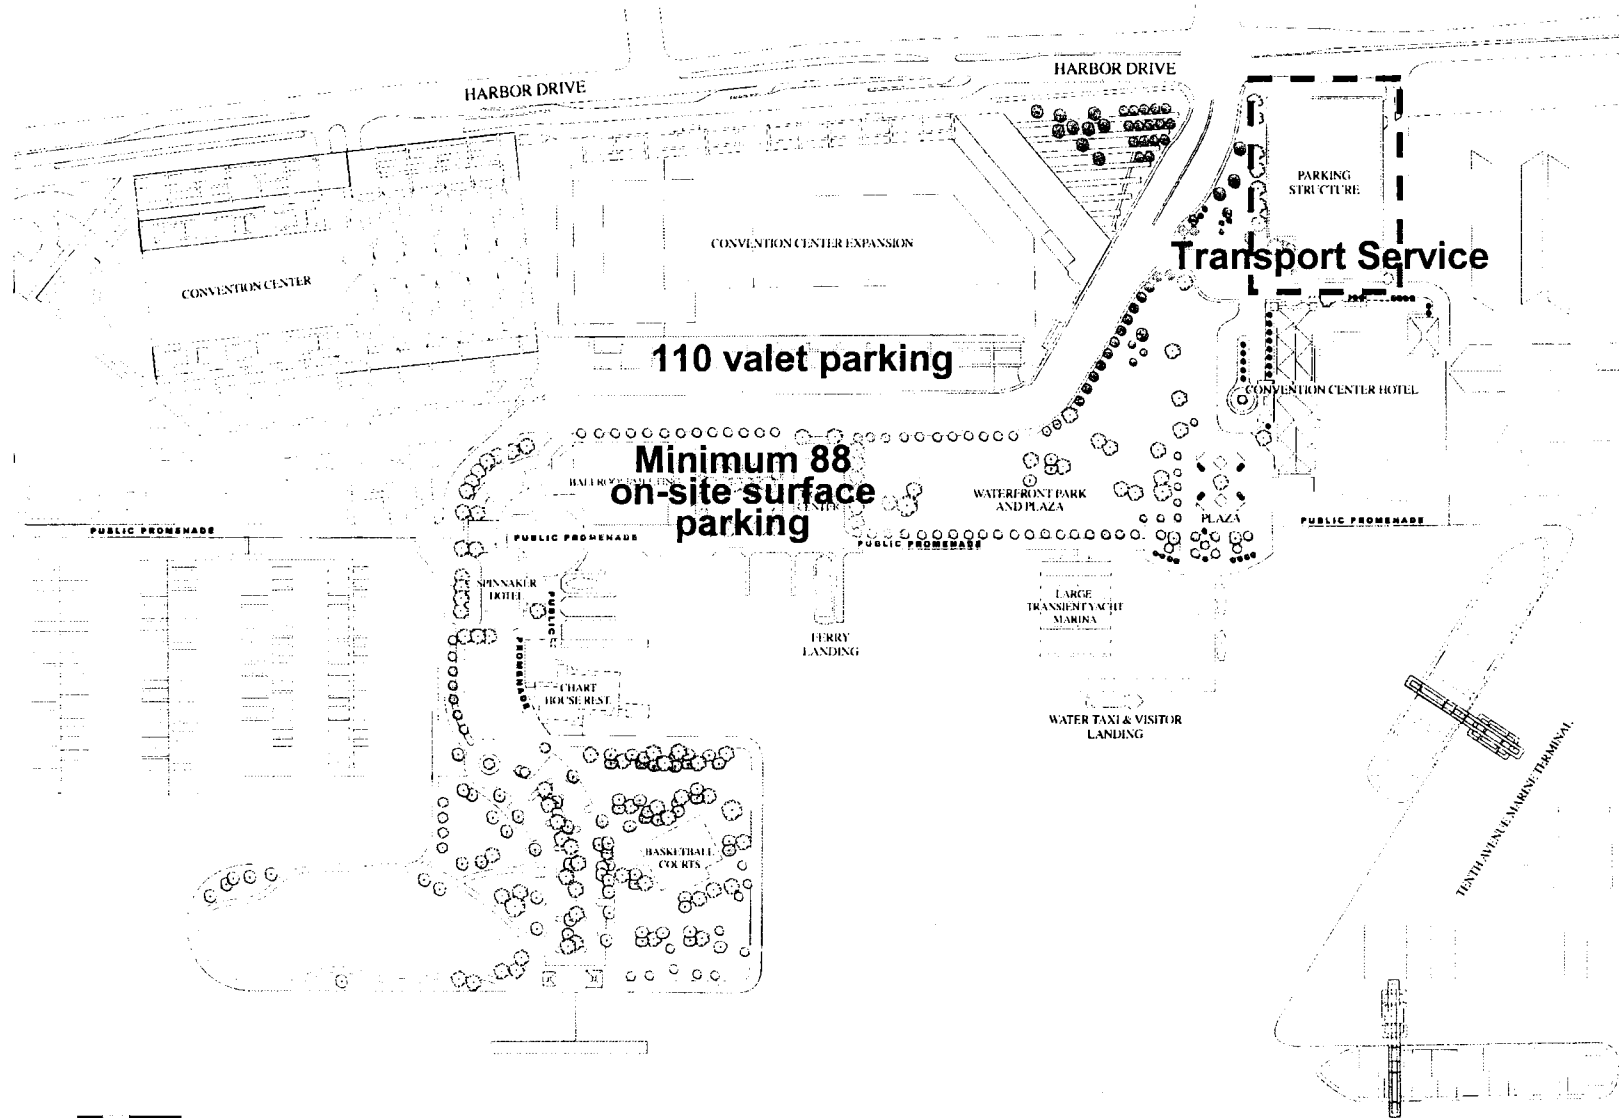 HARBOR DRIVE
HARBOR DRIVE
PARKING
STRUCTURE
CONVENTION CENTER EXPANSION
Transport Service
CONVENTION CENTER
110 valet parking
CONVENTION CENTER HOTEL
Minimum 88
on-site surface
parking
CENTER
WATERFRONT PARK
AND PLAZA
PLAZA
PUBLIC PROMENADE
PUBLIC PROMENADE
PUBLIC PROMENADE
PUBLIC PROMENADE
SPINNAKER
HOTEL
PUBLIC
PROMENADE
LARGE
TRANSIENT YACHT
MARINA
FERRY
LANDING
CHART
HOUSE REST.
WATER TAXI & VISITOR
LANDING
TENTH AVENUE MARINE TERMINAL
BASKETBALL
COURTS